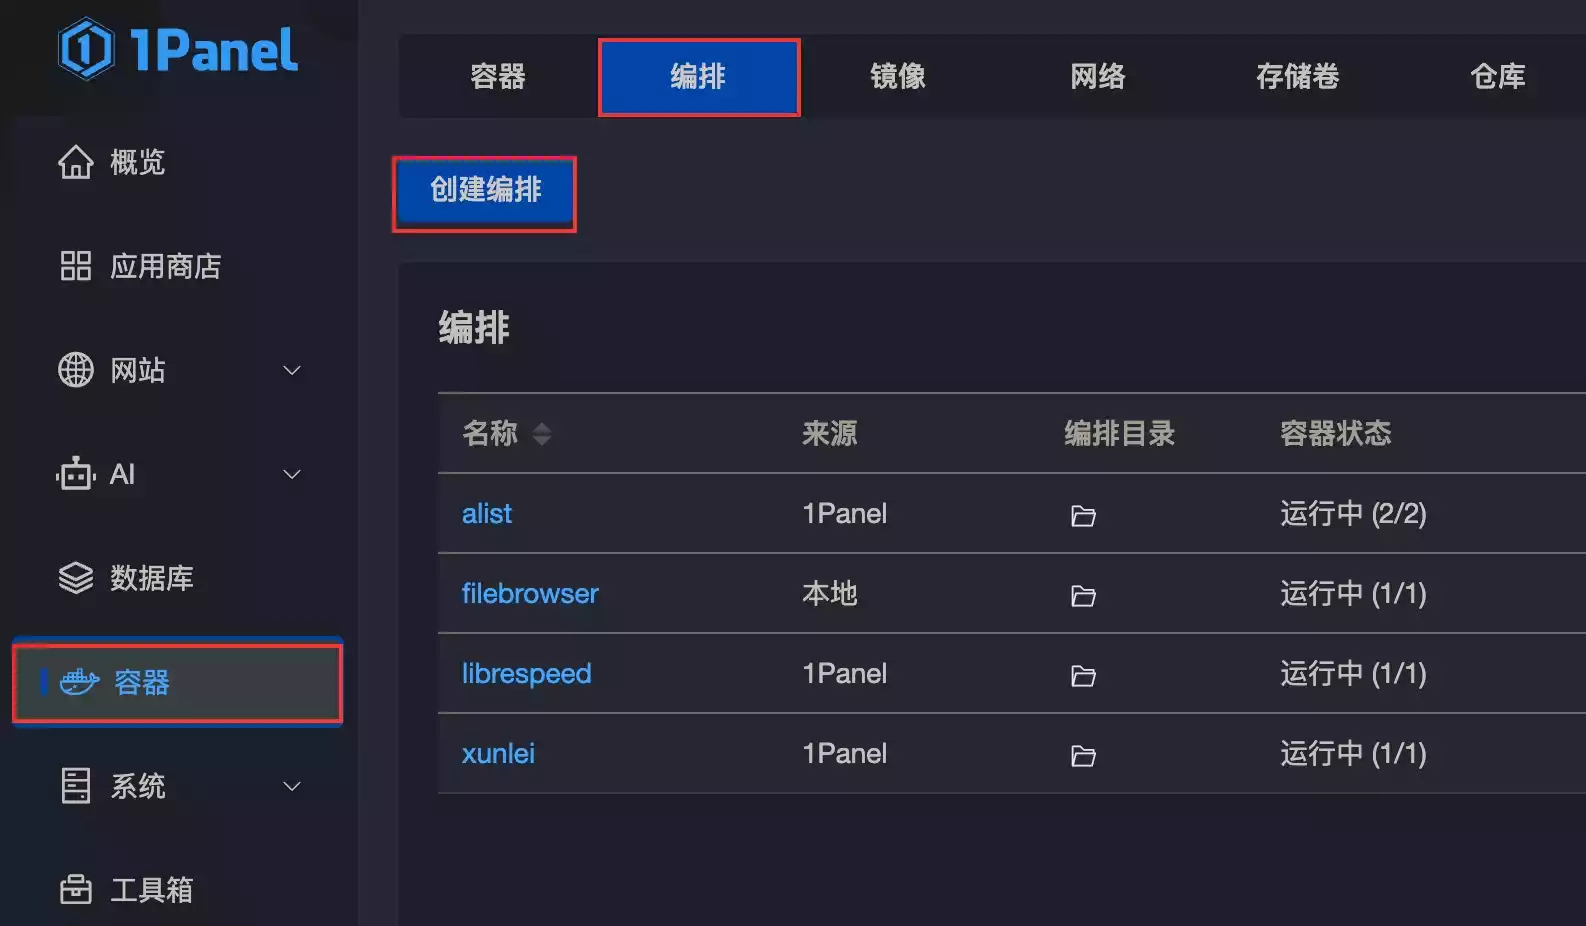 1Panel
容器 编排 镜像 网络 存储卷 仓库
创建编排
概览
应用商店
网站
AI
数据库
容器
系统
工具箱
编排
名称 来源 编排目录 容器状态
alist 1Panel 运行中 (2/2)
filebrowser 本地 运行中 (1/1)
librespeed 1Panel 运行中 (1/1)
xunlei 1Panel 运行中 (1/1)